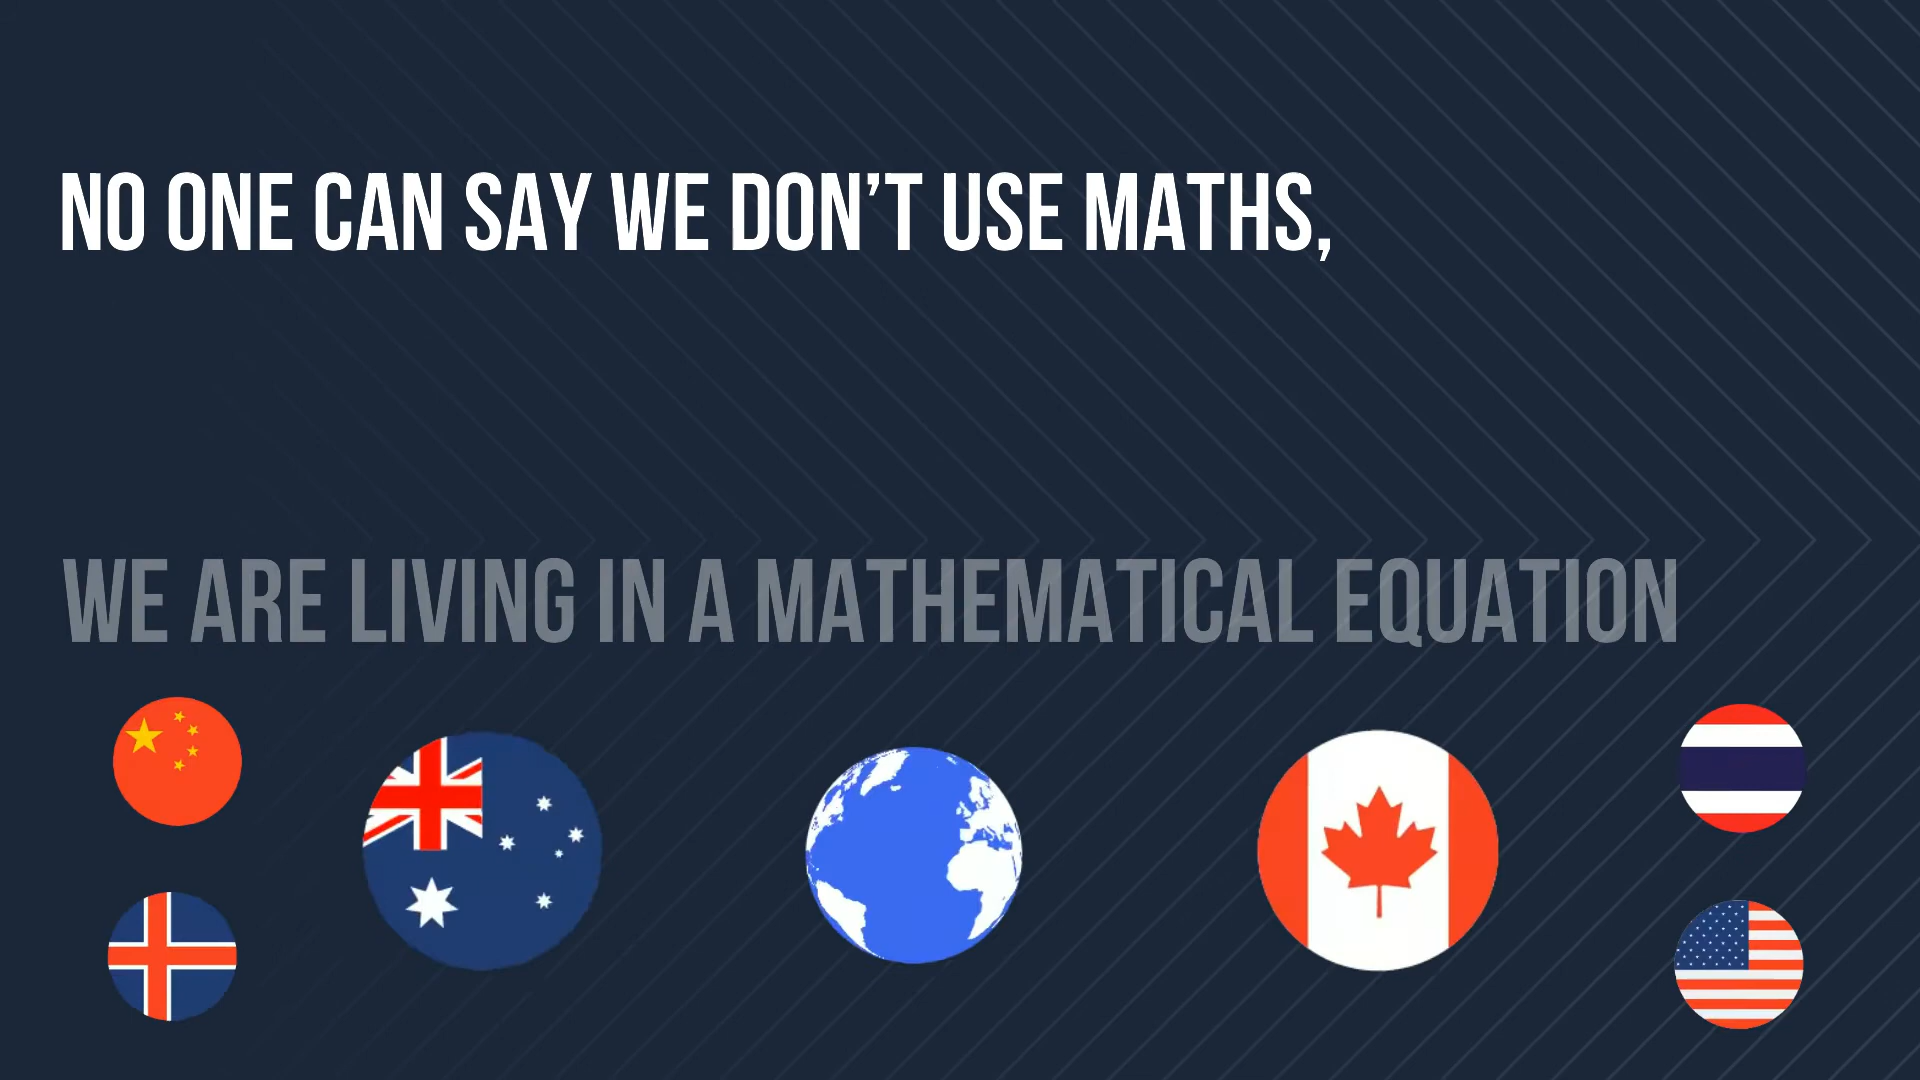 NO ONE CAN SAY WE DON’T USE MATHS,
WE ARE LIVING IN A MATHEMATICAL EQUATION